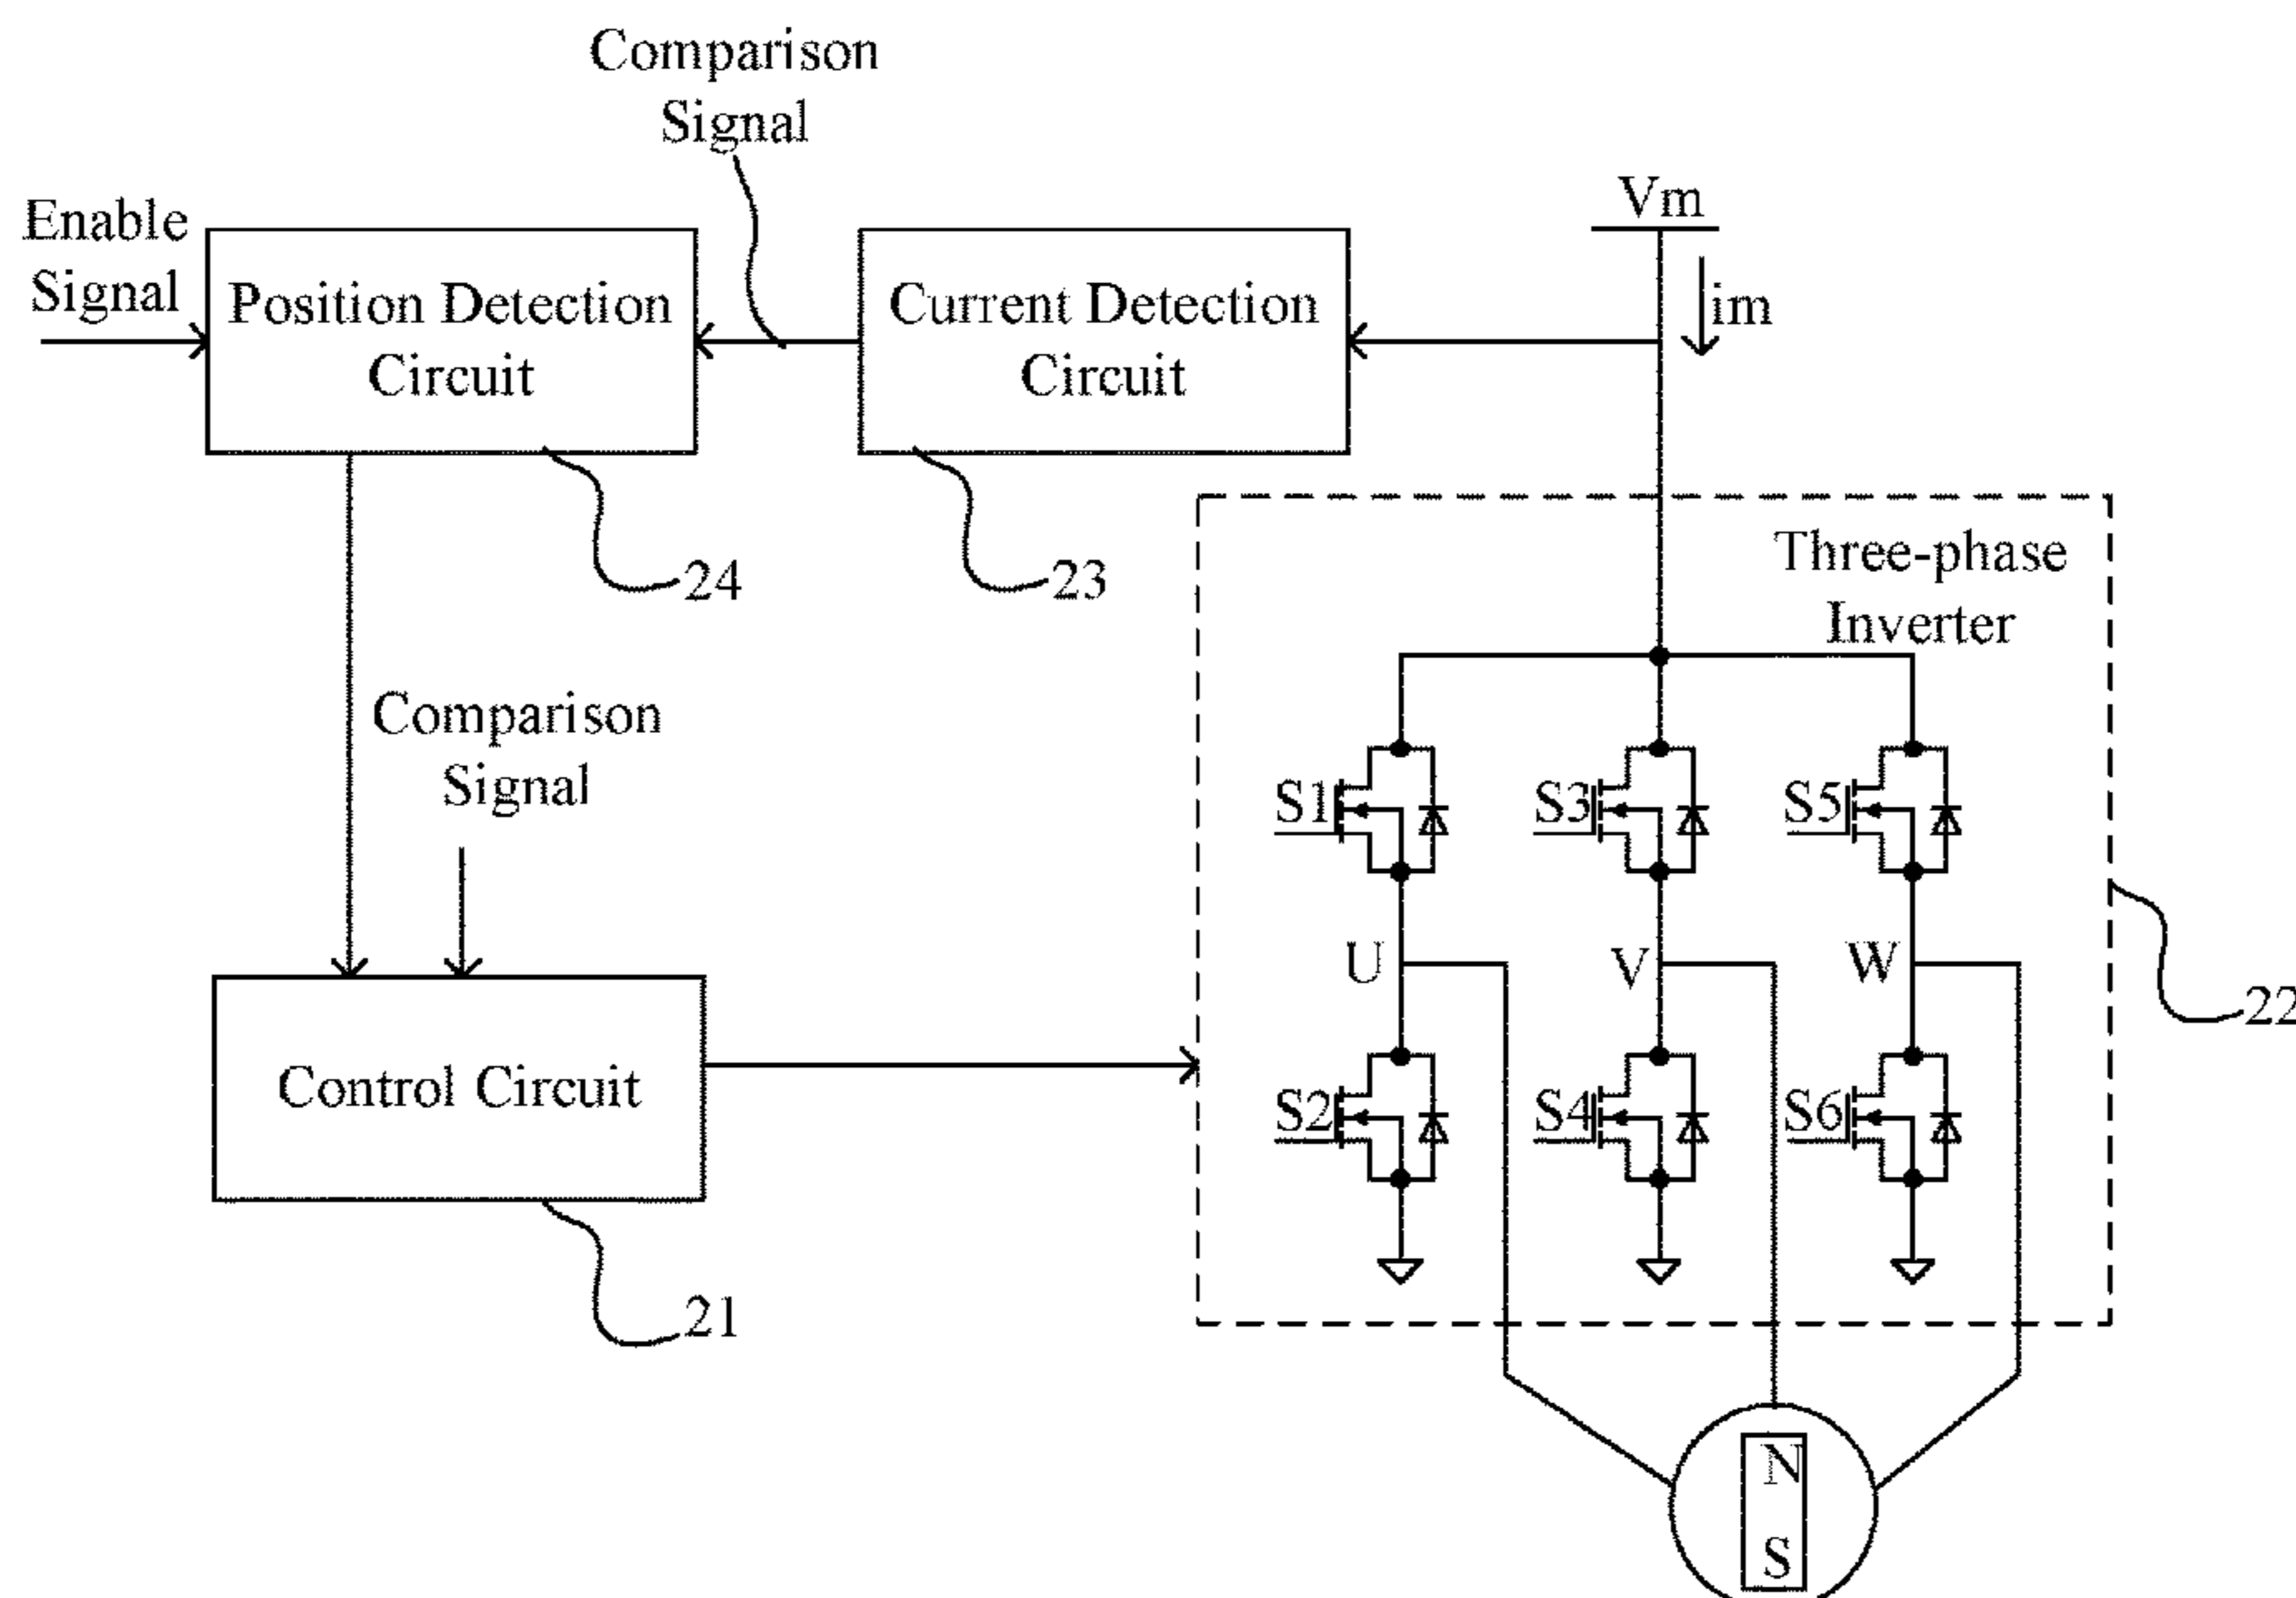 Comparison
Signal
Enable
Signal
Position Detection
Circuit
Current Detection
Circuit
Vm
im
24
23
Three-phase
Inverter
Comparison
Signal
S1
S3
S5
U
V
W
22
Control Circuit
S2
S4
S6
21
N
S